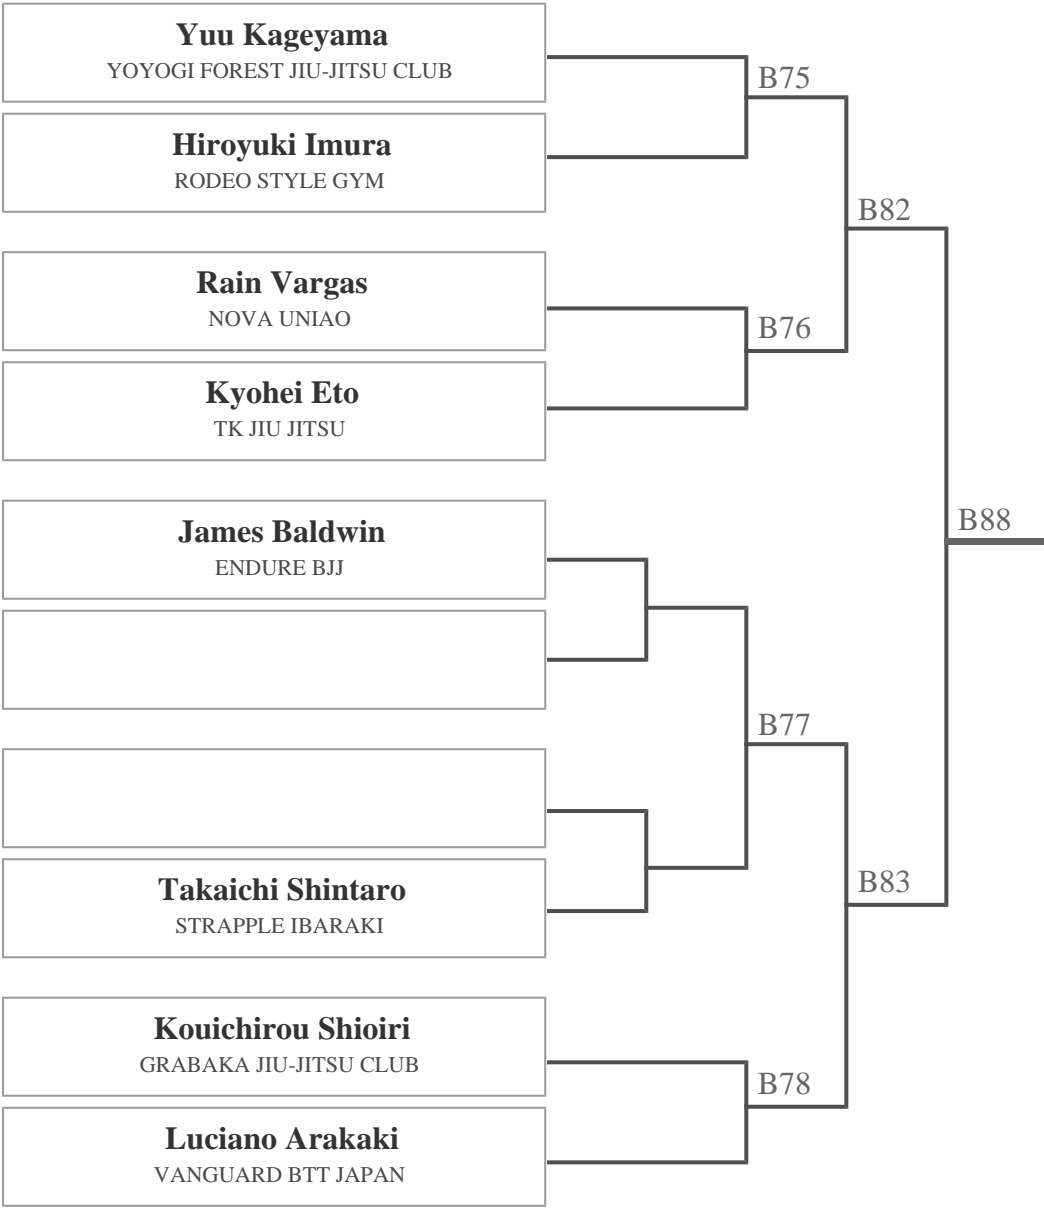 Yuu Kageyama
YOYOGI FOREST JIU-JITSU CLUB
B75
Hiroyuki Imura
RODEO STYLE GYM
B82
Rain Vargas
NOVA UNIAO
B76
Kyohei Eto
TK JIU JITSU
James Baldwin
ENDURE BJJ
B88
B77
Takaichi Shintaro
STRAPPLE IBARAKI
B83
Kouichirou Shioiri
GRABAKA JIU-JITSU CLUB
B78
Luciano Arakaki
VANGUARD BTT JAPAN